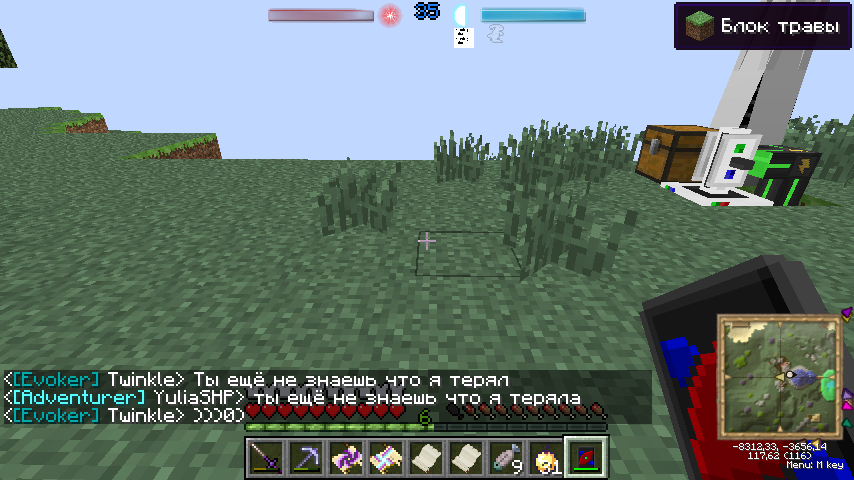 35
Блок травы
<[Evoker] Twinkle> Ты ещё не знаешь что я терял
<[Adventurer] YuliaSHP> ты ещё не знаешь что я теряла
<[Evoker] Twinkle> )))0)
6
9
1
-8312,33, -3656,14
117,62 (116)
Menu: M key